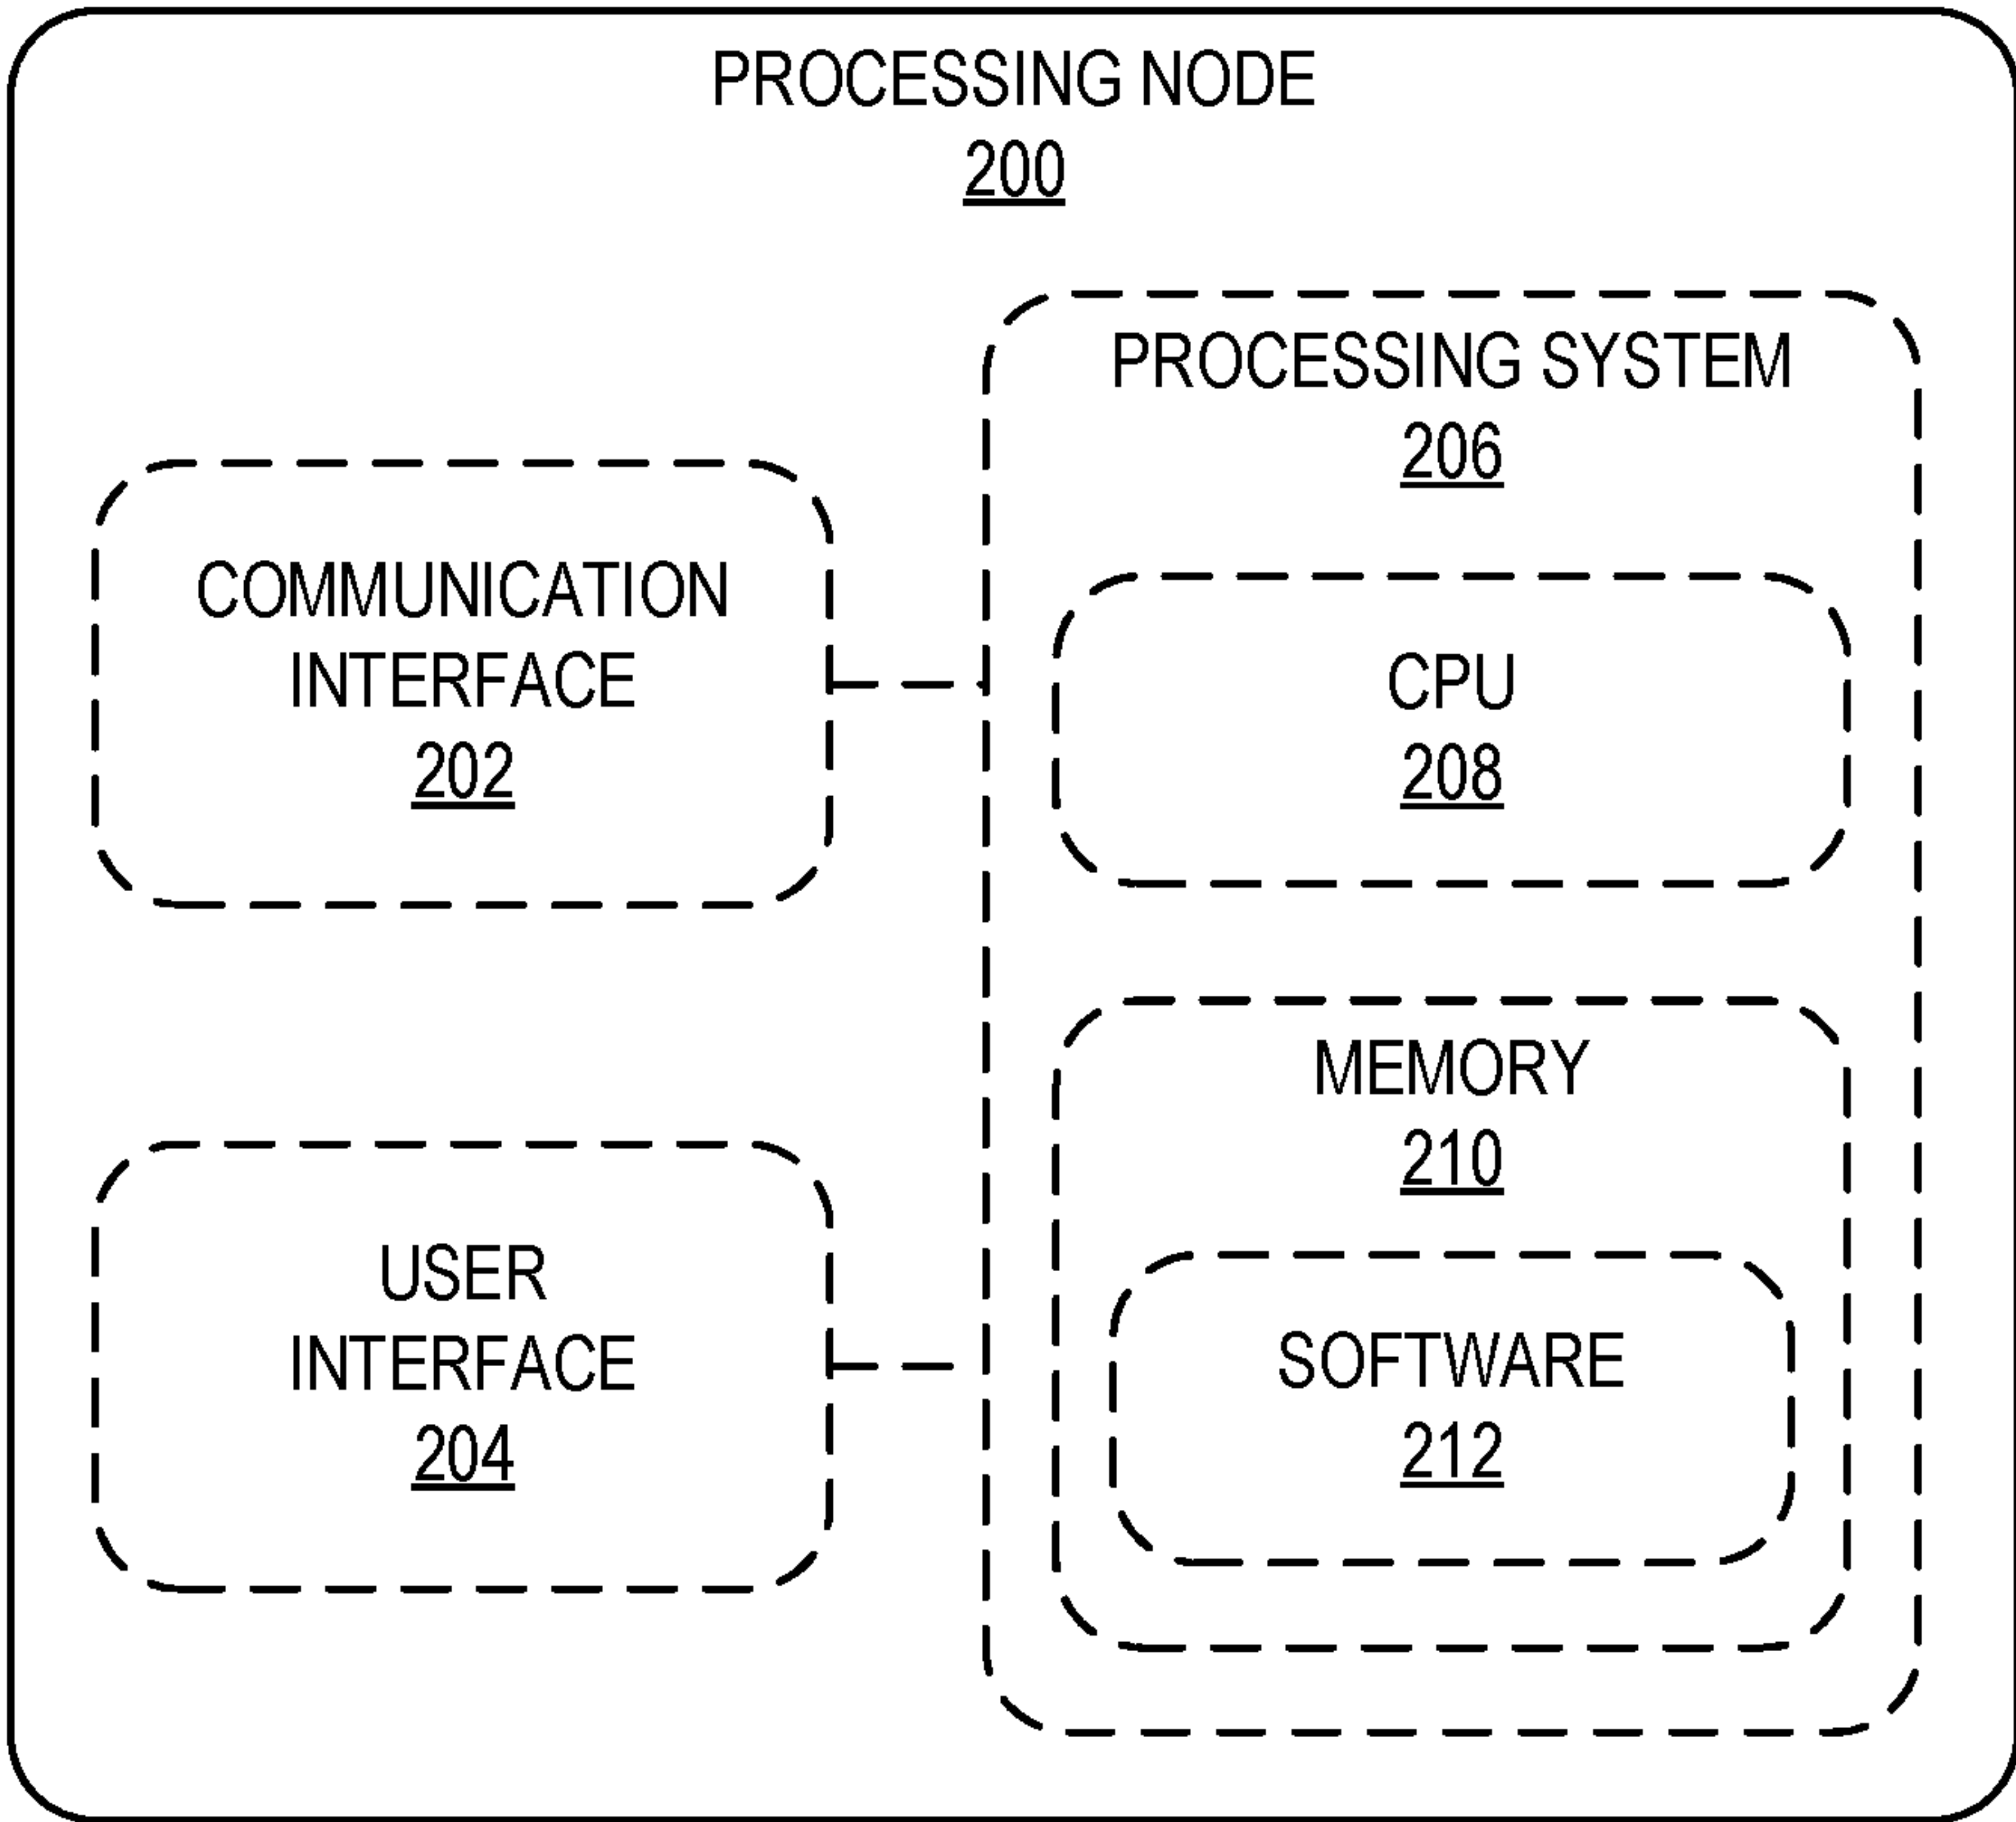 PROCESSING NODE
200
PROCESSING SYSTEM
206
COMMUNICATION
INTERFACE
202
CPU
208
MEMORY
210
USER
INTERFACE
204
SOFTWARE
212